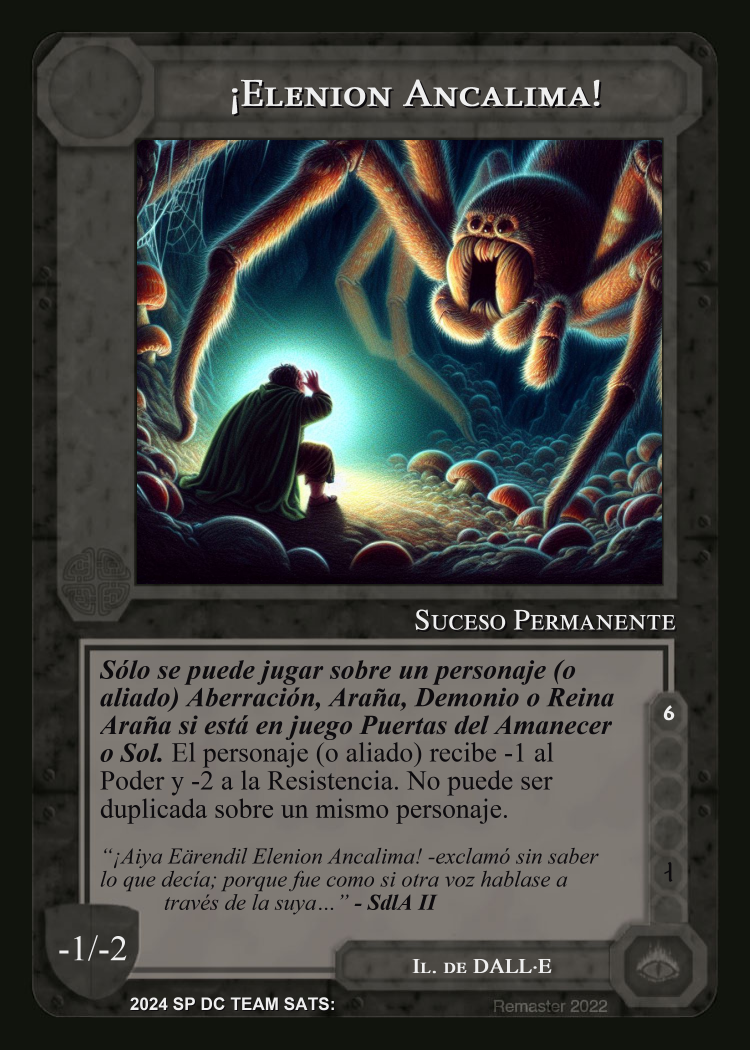 ¡ELENION ANCALIMA!
SUCESO PERMANENTE
Sólo se puede jugar sobre un personaje (o
aliado) Aberración, Araña, Demonio o Reina
Araña si está en juego Puertas del Amanecer
o Sol. El personaje (o aliado) recibe -1 al
Poder y -2 a la Resistencia. No puede ser
duplicada sobre un mismo personaje.
6
“¡Aiya Eärendil Elenion Ancalima! -exclamó sin saber
lo que decía; porque fue como si otra voz hablase a
través de la suya…” - SdlA II
-1/-2
IL. DE DALL·E
2024 SP DC TEAM SATS:
Remaster 2022